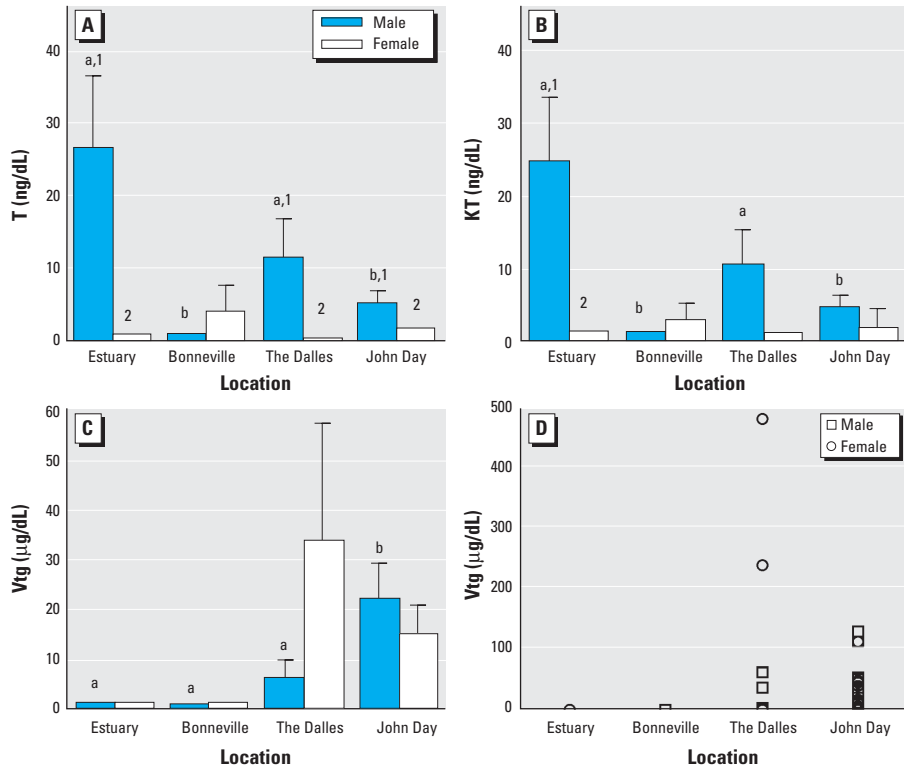 A
Male
Female
40
30
20
10
0
T (ng/dL)
a,1
2
b
a,1
2
b,1
2
Estuary
Bonneville
The Dalles
John Day
Location
B
40
30
20
10
0
KT (ng/dL)
a,1
2
b
a
b
Estuary
Bonneville
The Dalles
John Day
Location
C
60
50
40
30
20
10
0
Vtg (μg/dL)
a
a
a
b
Estuary
Bonneville
The Dalles
John Day
Location
D
Male
Female
500
400
300
200
100
0
Vtg (μg/dL)
Estuary
Bonneville
The Dalles
John Day
Location